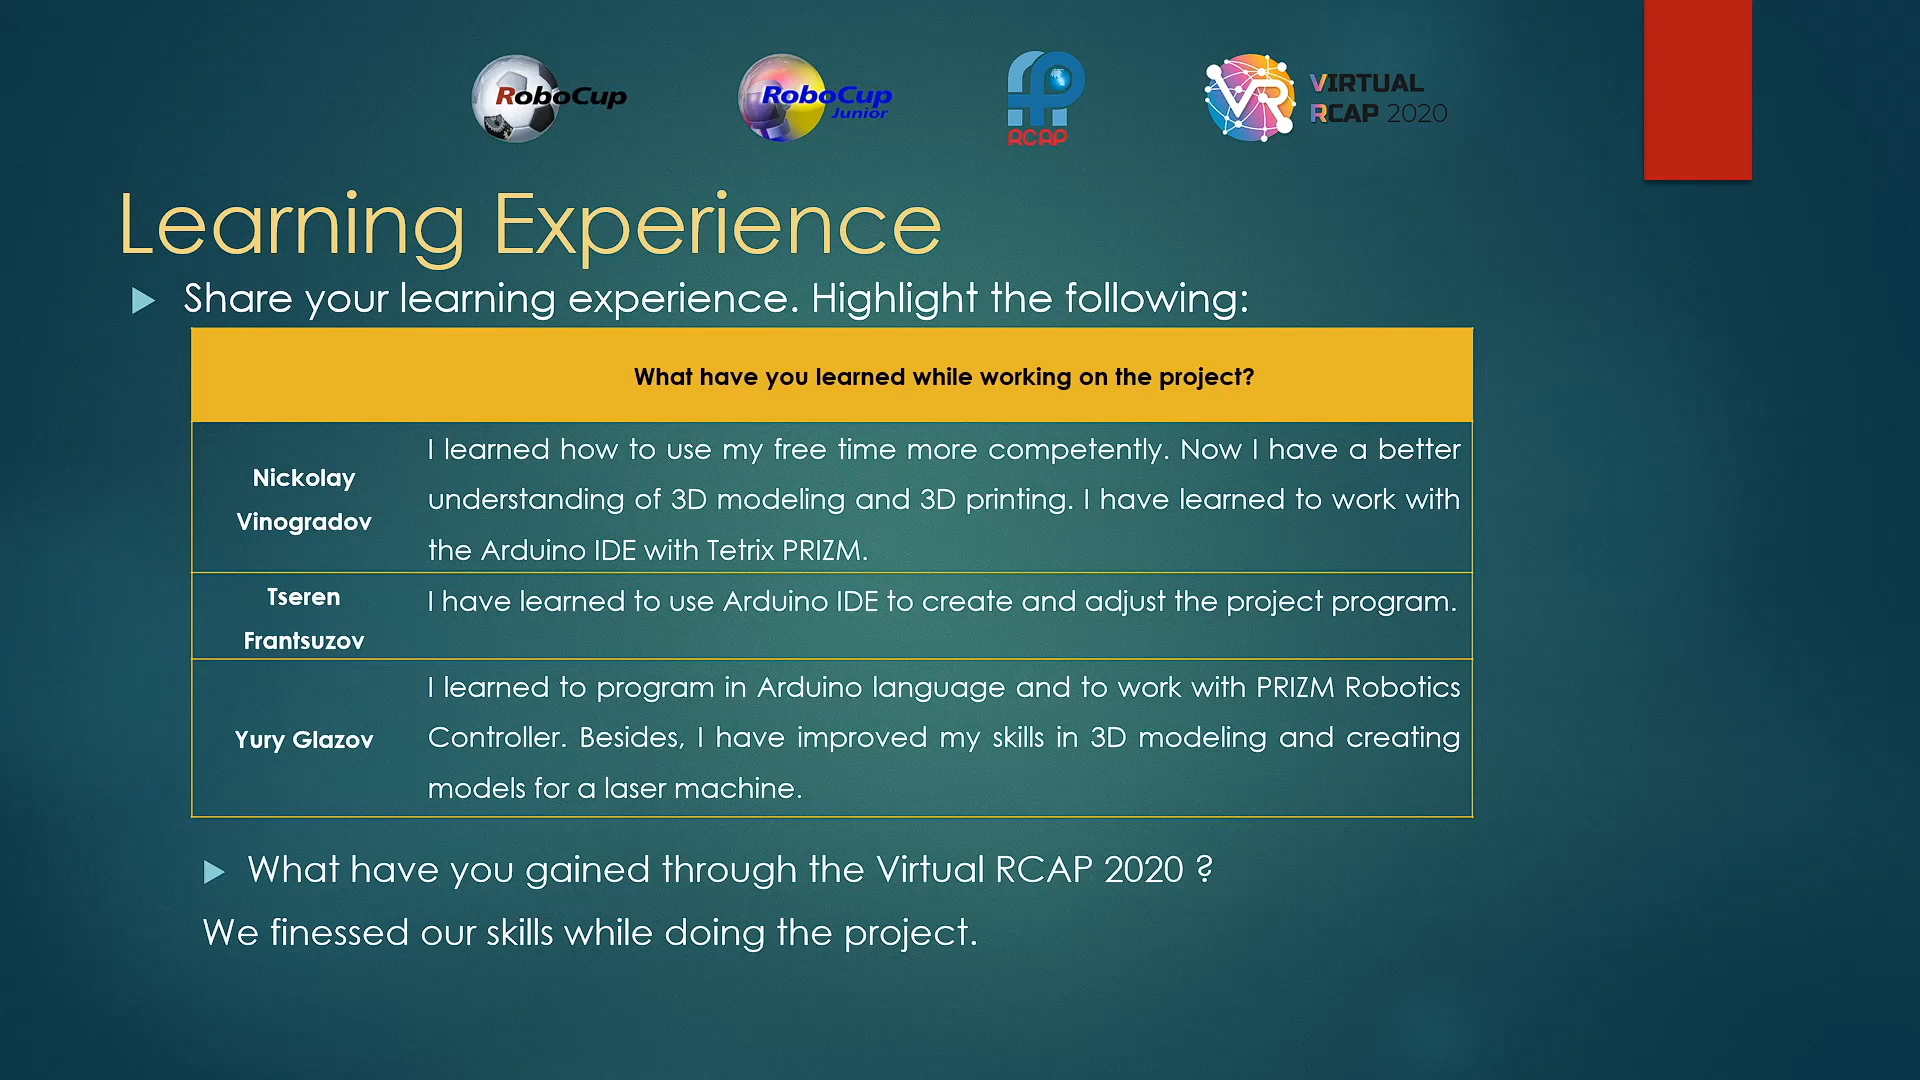 RoboCup
RoboCup
Junior
RCAP
VR
VIRTUAL
RCAP 2020
Learning Experience
Share your learning experience. Highlight the following:
What have you learned while working on the project?
Nickolay
Vinogradov
I learned how to use my free time more competently. Now I have a better
understanding of 3D modeling and 3D printing. I have learned to work with
the Arduino IDE with Tetrix PRIZM.
Tseren
Frantsuzov
I have learned to use Arduino IDE to create and adjust the project program.
Yury Glazov
I learned to program in Arduino language and to work with PRIZM Robotics
Controller. Besides, I have improved my skills in 3D modeling and creating
models for a laser machine.
What have you gained through the Virtual RCAP 2020 ?
We finessed our skills while doing the project.